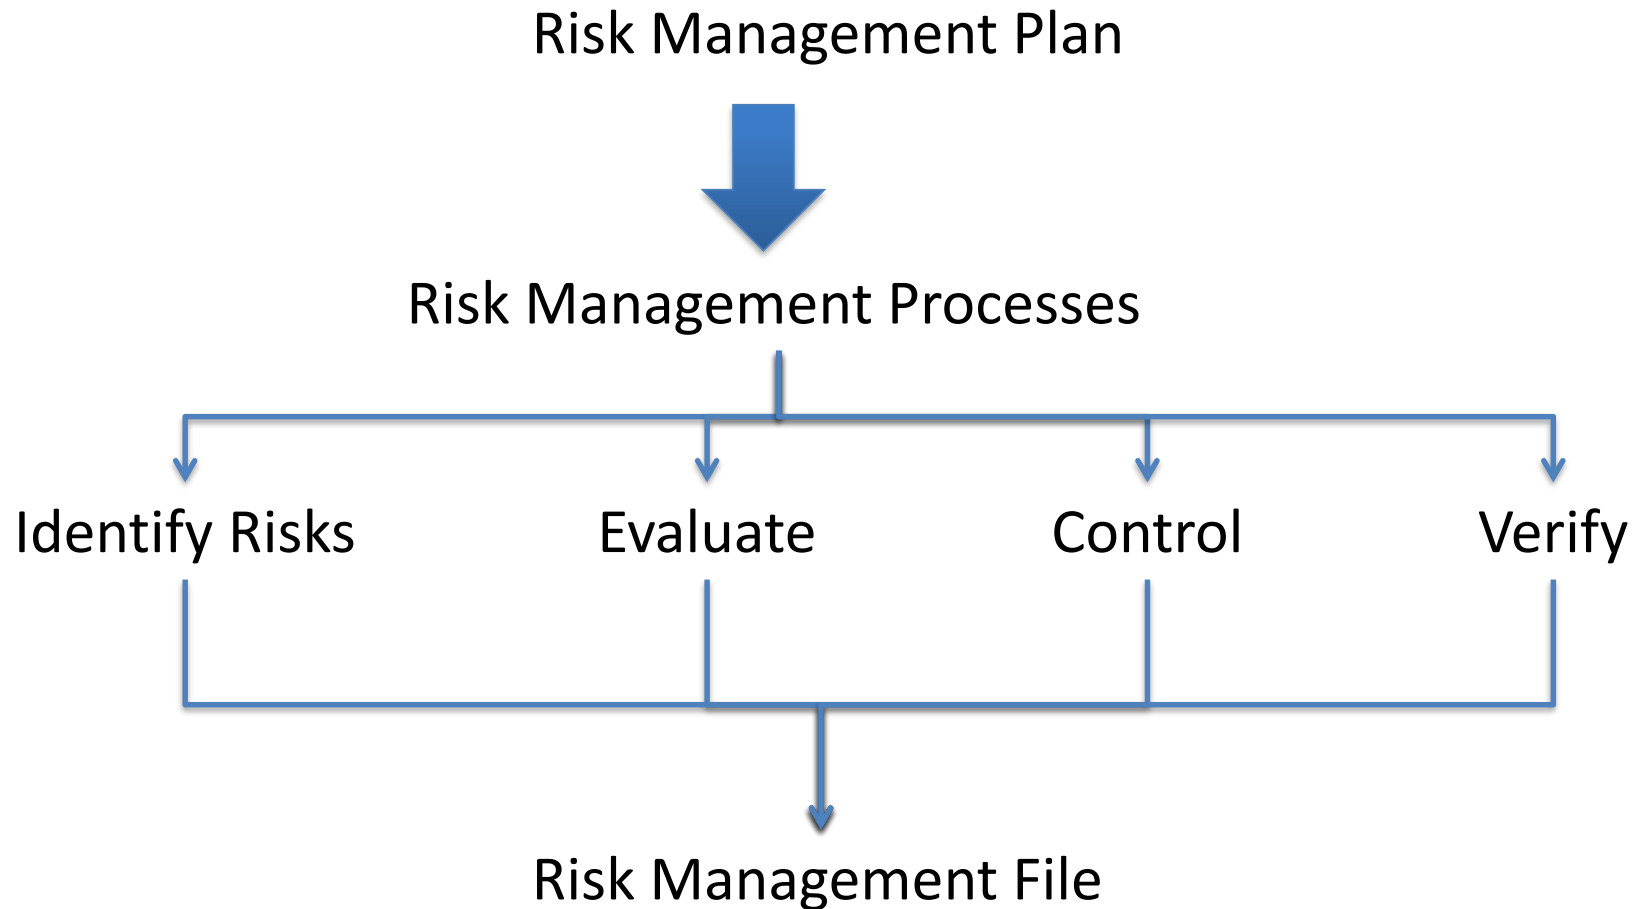 Risk Management Plan
Risk Management Processes
Identify Risks
Evaluate
Control
Verify
Risk Management File